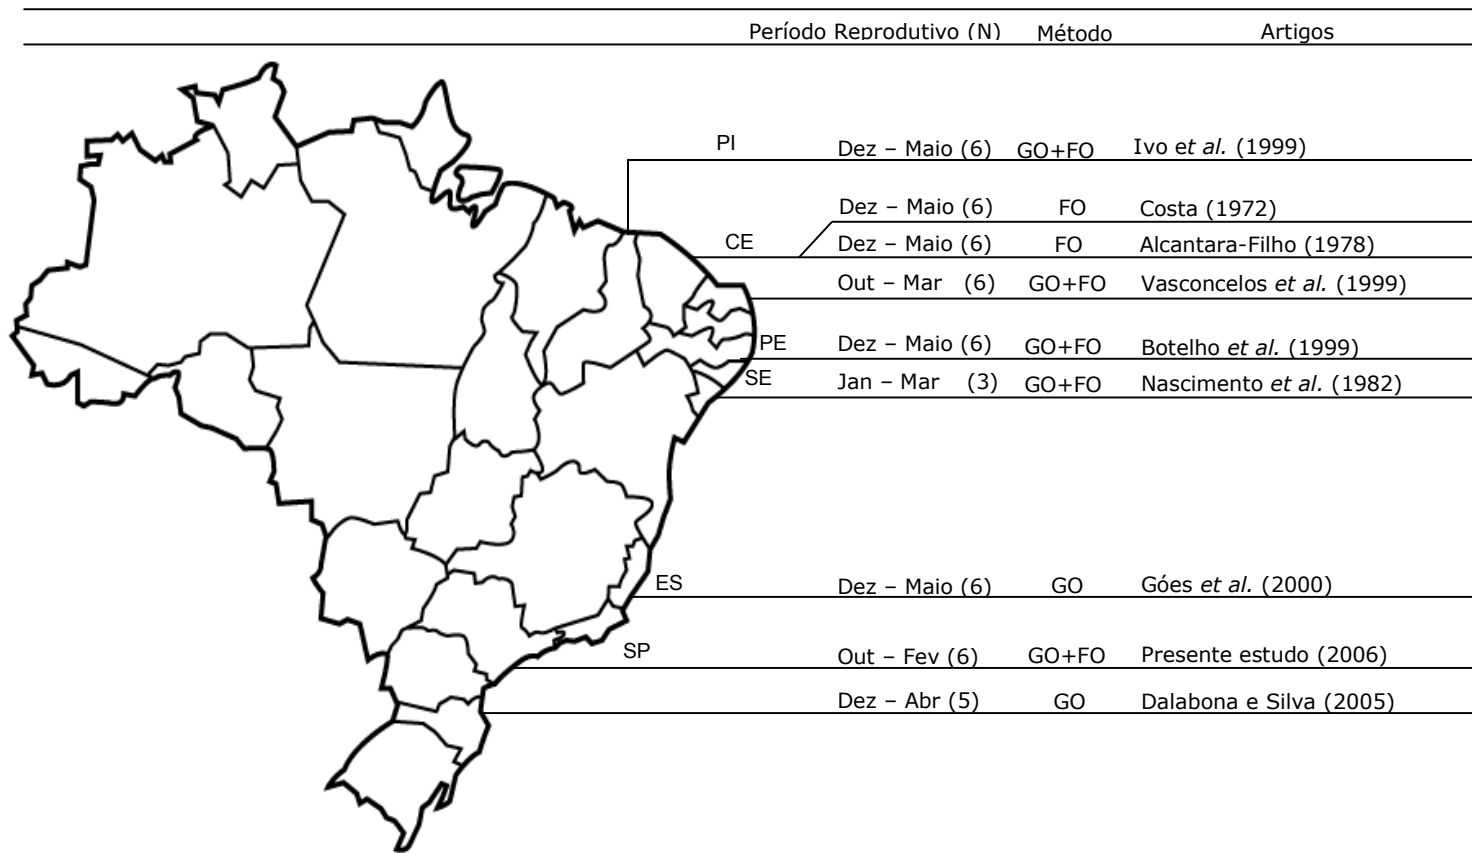 Período Reprodutivo (N) Método Artigos
PI Dez – Maio (6) GO+FO Ivo et al. (1999)
Dez – Maio (6) FO Costa (1972)
CE Dez – Maio (6) FO Alcantara-Filho (1978)
Out – Mar (6) GO+FO Vasconcelos et al. (1999)
PE Dez – Maio (6) GO+FO Botelho et al. (1999)
SE Jan – Mar (3) GO+FO Nascimento et al. (1982)
ES Dez – Maio (6) GO Góes et al. (2000)
SP Out – Fev (6) GO+FO Presente estudo (2006)
Dez – Abr (5) GO Dalabona e Silva (2005)